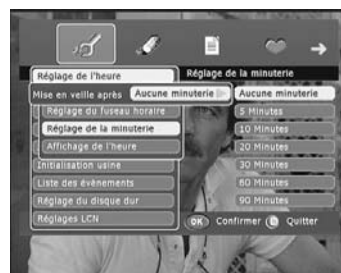 Réglage de l'heure
Réglage de la minuterie
Mise en veille après
Aucune minuterie
Aucune minuterie
Réglage du fuseau horaire
5 Minutes
Réglage de la minuterie
10 Minutes
Affichage de l'heure
20 Minutes
Initialisation usine
30 Minutes
Liste des évènements
60 Minutes
Réglage du disque dur
90 Minutes
Réglages LCN
OK Confirmer Quitter